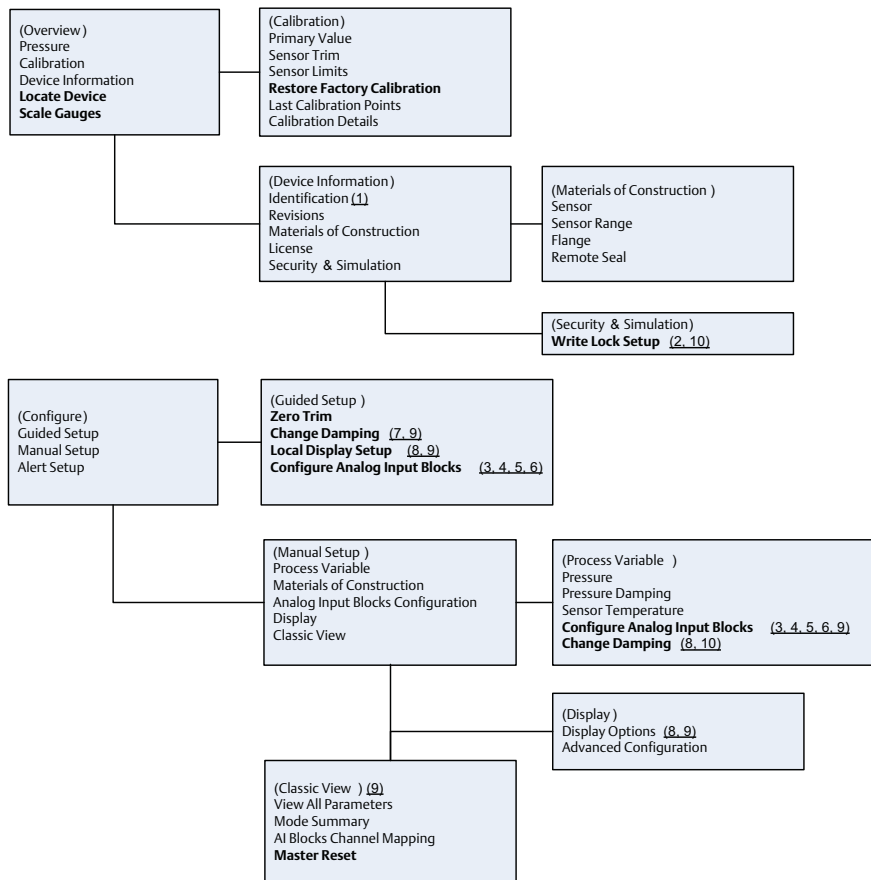 (Overview)
Pressure
Calibration
Device Information
Locate Device
Scale Gauges
(Calibration)
Primary Value
Sensor Trim
Sensor Limits
Restore Factory Calibration
Last Calibration Points
Calibration Details
(Device Information)
Identification (1)
Revisions
Materials of Construction
License
Security & Simulation
(Materials of Construction )
Sensor
Sensor Range
Flange
Remote Seal
(Security & Simulation)
Write Lock Setup (2, 10)
(Configure)
Guided Setup
Manual Setup
Alert Setup
(Guided Setup )
Zero Trim
Change Damping (7, 9)
Local Display Setup (8, 9)
Configure Analog Input Blocks (3, 4, 5, 6)
(Manual Setup )
Process Variable
Materials of Construction
Analog Input Blocks Configuration
Display
Classic View
(Process Variable )
Pressure
Pressure Damping
Sensor Temperature
Configure Analog Input Blocks (3, 4, 5, 6, 9)
Change Damping (8, 10)
(Display )
Display Options (8, 9)
Advanced Configuration
(Classic View ) (9)
View All Parameters
Mode Summary
AI Blocks Channel Mapping
Master Reset